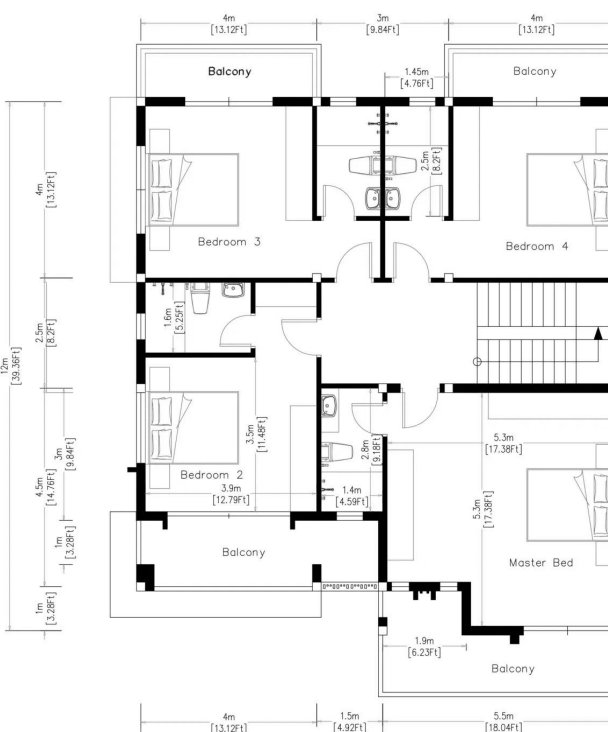 4m
[13.12Ft]
3m
[9.84Ft]
4m
[13.12Ft]
Balcony
1.45m
[4.76Ft]
Balcony
2.5m
[8.2Ft]
4m
[13.12Ft]
Bedroom 3
Bedroom 4
12m
[39.36Ft]
2.5m
[8.2Ft]
1.6m
[5.25Ft]
3m
[9.84Ft]
4.5m
[14.76Ft]
3.5m
[11.48Ft]
2.8m
[9.18Ft]
5.3m
[17.38Ft]
Bedroom 2
3.9m
[12.79Ft]
1.4m
[4.59Ft]
5.3m
[17.38Ft]
1m
[3.28Ft]
Balcony
Master Bed
1m
[3.28Ft]
1.9m
[6.23Ft]
Balcony
4m
[13.12Ft]
1.5m
[4.92Ft]
5.5m
[18.04Ft]